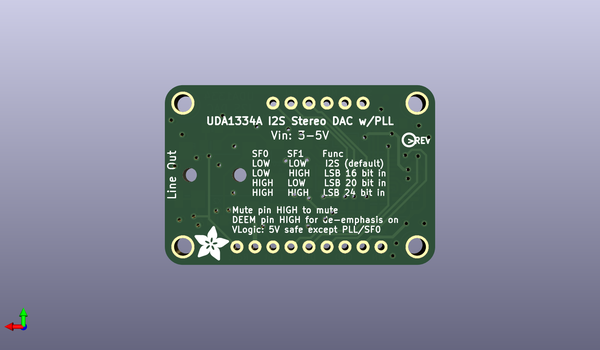 UDA1334A I2S Stereo DAC w/PLL
Vin: 3-5V
REV
Line Out
SF0 SF1 Func
LOW LOW I2S (default)
LOW HIGH LSB 16 bit in
HIGH LOW LSB 20 bit in
HIGH HIGH LSB 24 bit in
Mute pin HIGH to mute
DEEM pin HIGH for de-emphasis on
VLogic: 5V safe except PLL/SF0